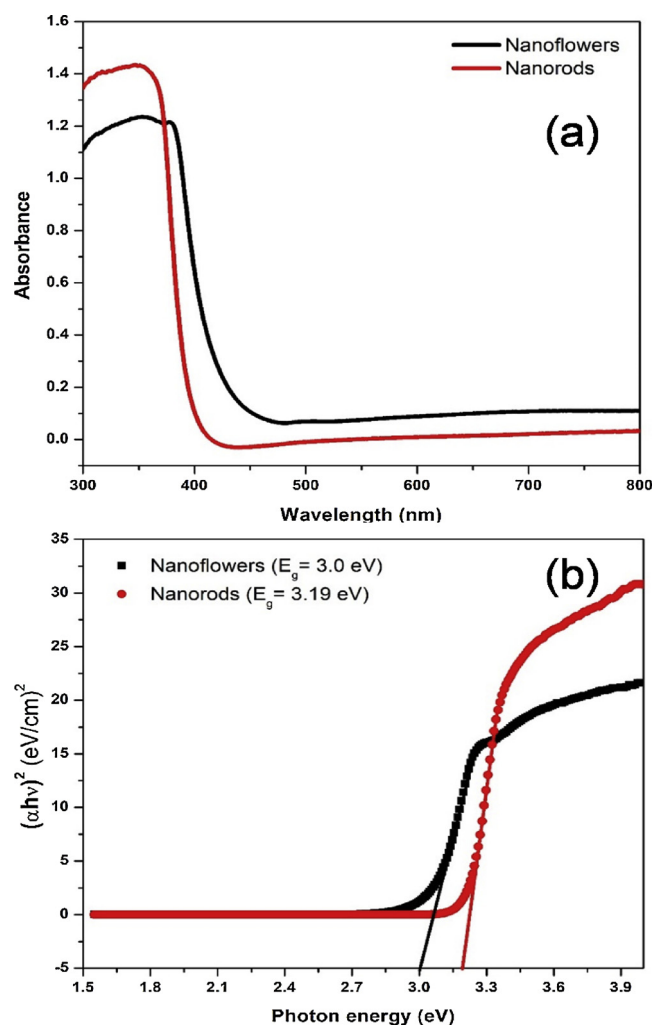 1.6
1.4
1.2
1.0
0.8
0.6
0.4
0.2
0.0
Absorbance
Nanoflowers
Nanorods
(a)
300 400 500 600 700 800
Wavelength (nm)
35
30
25
20
15
10
5
0
-5
(αhν)² (eV/cm)²
Nanoflowers (E_g= 3.0 eV)
Nanorods (E_g= 3.19 eV)
(b)
1.5 1.8 2.1 2.4 2.7 3.0 3.3 3.6 3.9
Photon energy (eV)